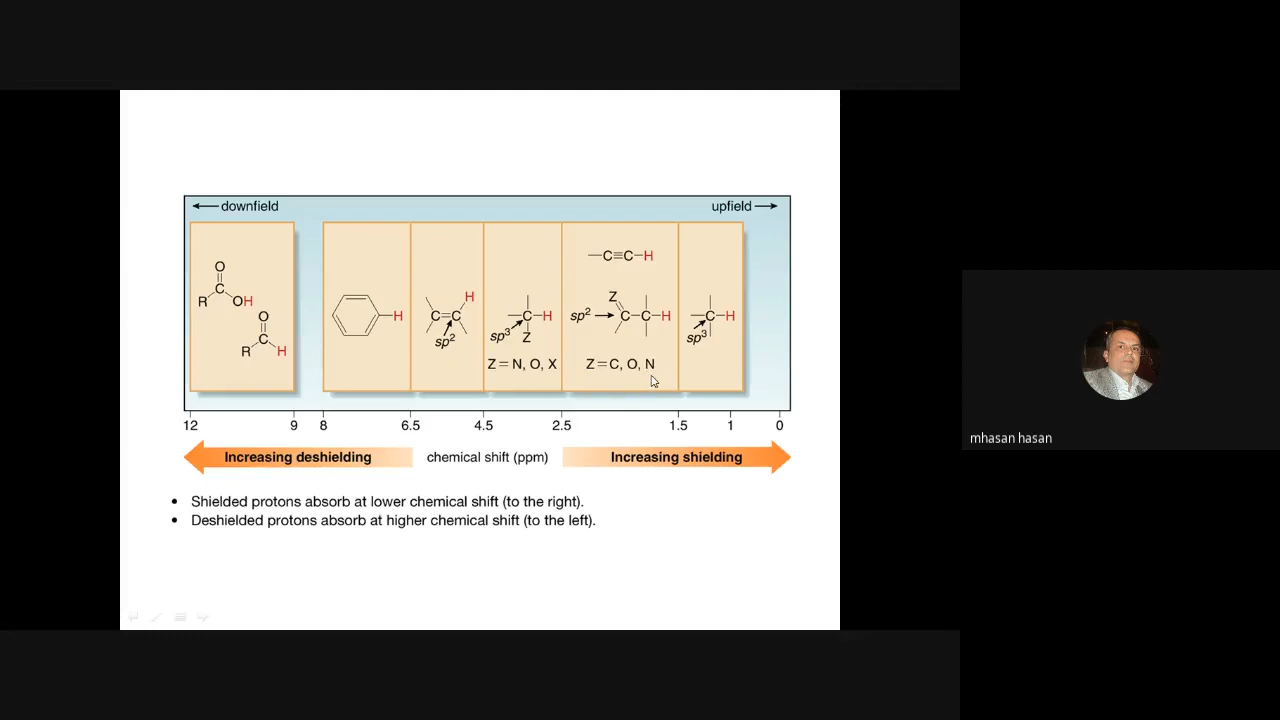 ← downfield
upfield →
O
R C OH
O
R C H
H
H
C=C
sp²
—C—H
sp³ Z
Z=N, O, X
—C≡C—H
Z
sp² → C—C—H
Z=C, O, N
—C—H
sp³
12 9 8 6.5 4.5 2.5 1.5 1 0
Increasing deshielding chemical shift (ppm) Increasing shielding
• Shielded protons absorb at lower chemical shift (to the right).
• Deshielded protons absorb at higher chemical shift (to the left).
mhasan hasan